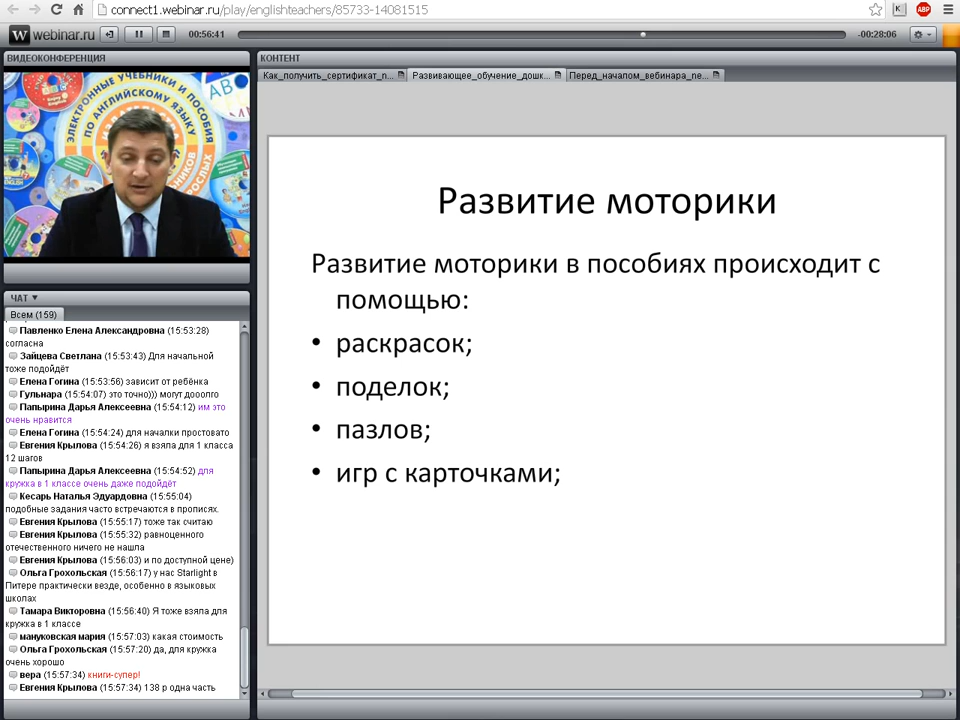 connect1.webinar.ru/play/englishteachers/85733-14081515
webinar.ru
00:56:41
-00:28:06
ВИДЕОКОНФЕРЕНЦИЯ
КОНТЕНТ
Как_получить_сертификат_п...
Развивающее_обучение_дошк...
Перед_началом_вебинара_пе...
ЭЛЕКТРОННЫЕ УЧЕБНИКИ И ПОСОБИЯ
ПО АНГЛИЙСКОМУ ЯЗЫКУ
Развитие моторики
Развитие моторики в пособиях происходит с
помощью:
• раскрасок;
• поделок;
• пазлов;
• игр с карточками;
ЧАТ
Всем (159)
Павленко Елена Александровна (15:53:28)
согласна
Зайцева Светлана (15:53:43) Для начальной
тоже подойдёт
Елена Гогина (15:53:56) зависит от ребёнка
Гульнара (15:54:07) это точно))) могут дооолго
Папырина Дарья Алексеевна (15:54:12) им это
очень нравится
Елена Гогина (15:54:24) для началки простовато
Евгения Крылова (15:54:26) я взяла для 1 класса
12 шагов
Папырина Дарья Алексеевна (15:54:52) для
кружка в 1 классе очень даже подойдёт
Кесарь Наталья Эдуардовна (15:55:04)
подобные задания часто встречаются в прописях.
Евгения Крылова (15:55:17) тоже так считаю
Евгения Крылова (15:55:32) равноценного
отечественного ничего не нашла
Евгения Крылова (15:56:03) и по доступной цене)
Ольга Грохольская (15:56:17) у нас Starlight в
Питере практически везде, особенно в языковых
школах
Тамара Викторовна (15:56:40) Я тоже взяла для
кружка в 1 классе
мануковская мария (15:57:03) какая стоимость
Ольга Грохольская (15:57:20) да, для кружка
очень хорошо
вера (15:57:34) книги-супер!
Евгения Крылова (15:57:34) 138 р одна часть